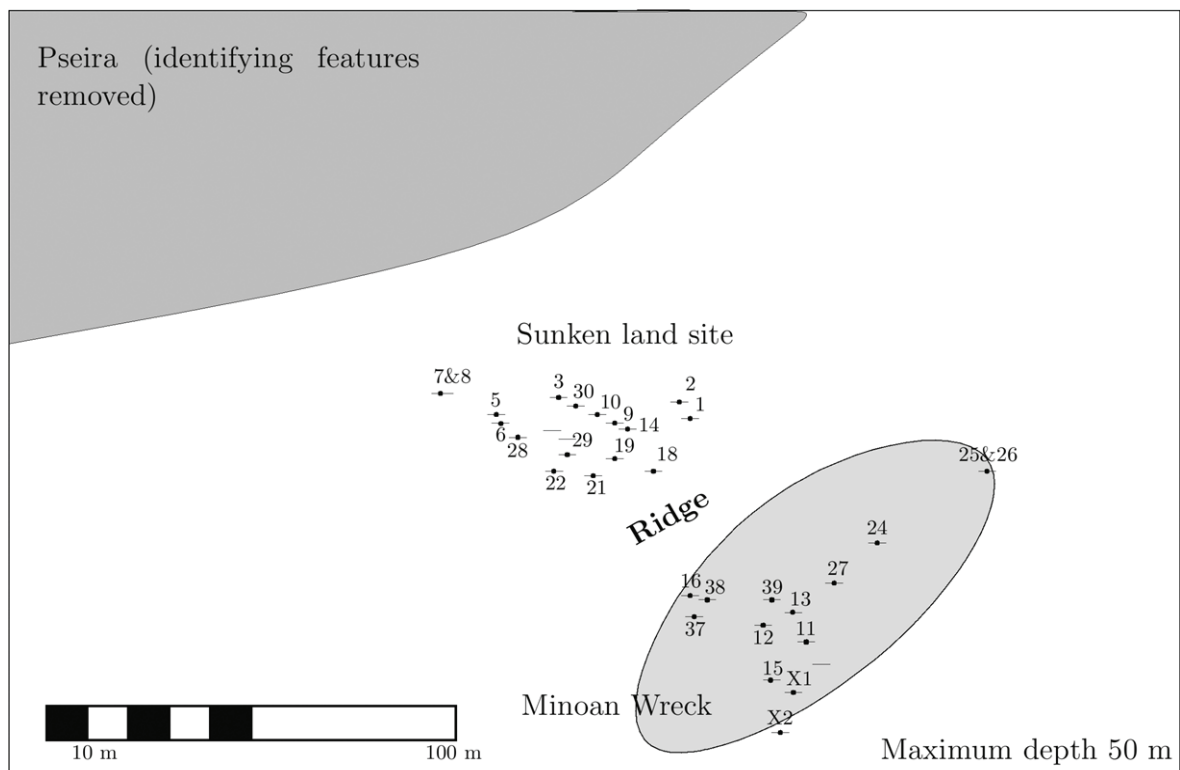 Pseira (identifying features
removed)
Sunken land site
7&8
3
30
2
5
10
9
1
14
6
28
29
19
18
22
21
25&26
Ridge
24
27
16
38
39
13
37
12
11
15
X1
Minoan Wreck
X2
10 m
100 m
Maximum depth 50 m